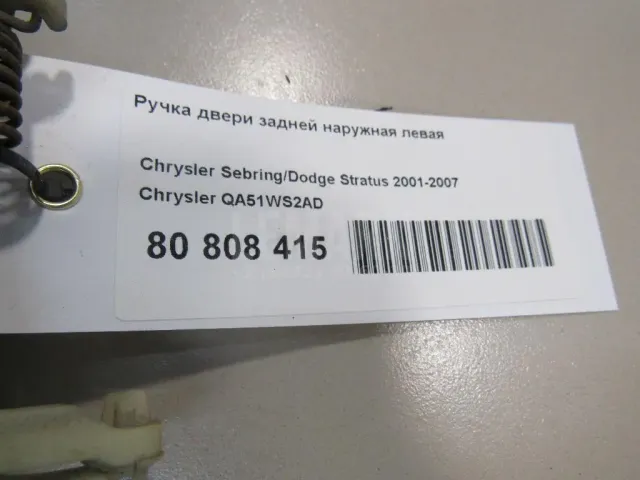 Ручка двери задней наружная левая
Chrysler Sebring/Dodge Stratus 2001-2007
Chrysler QA51WS2AD
80 808 415